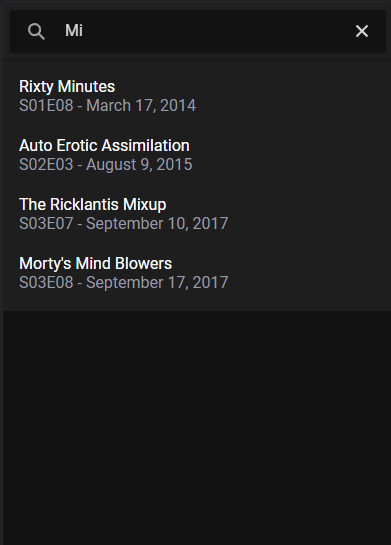 Mi
Rixty Minutes
S01E08 - March 17, 2014
Auto Erotic Assimilation
S02E03 - August 9, 2015
The Ricklantis Mixup
S03E07 - September 10, 2017
Morty's Mind Blowers
S03E08 - September 17, 2017